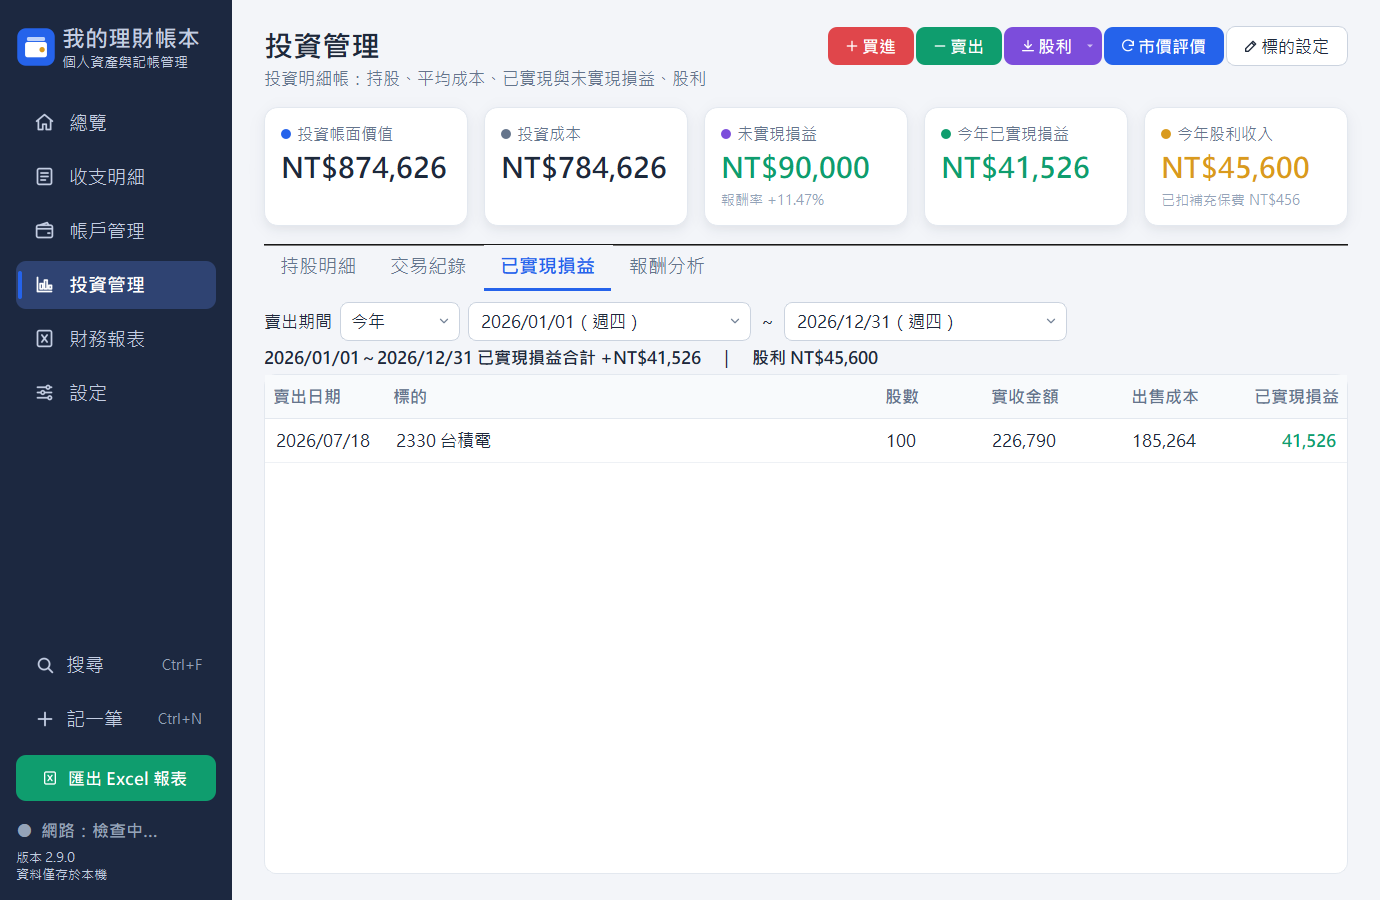 我的理財帳本
個人資產與記帳管理
總覽
收支明細
帳戶管理
投資管理
財務報表
設定
搜尋 Ctrl+F
記一筆 Ctrl+N
匯出 Excel 報表
網路：檢查中...
版本 2.9.0
資料僅存於本機
投資管理
投資明細帳：持股、平均成本、已實現與未實現損益、股利
買進
賣出
股利
市價評價
標的設定
投資帳面價值
NT$874,626
投資成本
NT$784,626
未實現損益
NT$90,000
報酬率 +11.47%
今年已實現損益
NT$41,526
今年股利收入
NT$45,600
已扣補充保費 NT$456
持股明細 交易紀錄 已實現損益 報酬分析
賣出期間 今年 2026/01/01 ( 週四 ) ~ 2026/12/31 ( 週四 )
2026/01/01～2026/12/31 已實現損益合計 +NT$41,526 ｜ 股利 NT$45,600
賣出日期 標的 股數 實收金額 出售成本 已實現損益
2026/07/18 2330 台積電 100 226,790 185,264 41,526